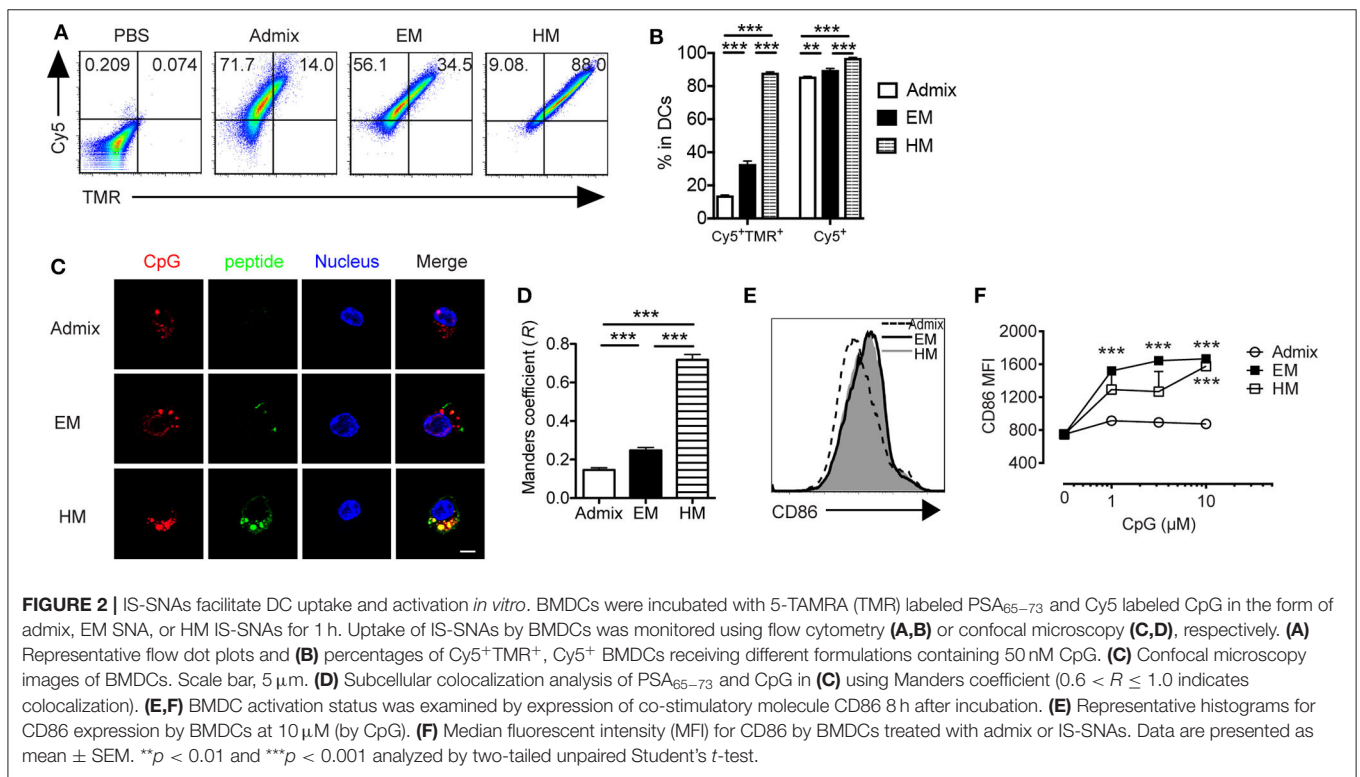 A
PBS
Admix
EM
HM
0.209 0.074
71.7 14.0
56.1 34.5
9.08. 88.0
Cy5
TMR
B
% in DCs
100
80
60
40
20
0
*** *** ***
*** ** ***
Cy5+TMR+
Cy5+
Admix
EM
HM
C
CpG peptide Nucleus Merge
Admix
EM
HM
D
Manders coefficient (R)
0.8
0.6
0.4
0.2
0.0
***
*** ***
Admix EM HM
E
Admix
EM
HM
CD86
F
CD86 MFI
2000
1600
1200
800
400
*** *** ***
***
0 1 10
CpG (µM)
Admix
EM
HM
FIGURE 2 | IS-SNAs facilitate DC uptake and activation in vitro. BMDCs were incubated with 5-TAMRA (TMR) labeled PSA65–73 and Cy5 labeled CpG in the form of
admix, EM SNA, or HM IS-SNAs for 1 h. Uptake of IS-SNAs by BMDCs was monitored using flow cytometry (A,B) or confocal microscopy (C,D), respectively. (A)
Representative flow dot plots and (B) percentages of Cy5+TMR+, Cy5+ BMDCs receiving different formulations containing 50 nM CpG. (C) Confocal microscopy
images of BMDCs. Scale bar, 5 µm. (D) Subcellular colocalization analysis of PSA65–73 and CpG in (C) using Manders coefficient (0.6 < R ≤ 1.0 indicates
colocalization). (E,F) BMDC activation status was examined by expression of co-stimulatory molecule CD86 8 h after incubation. (E) Representative histograms for
CD86 expression by BMDCs at 10 µM (by CpG). (F) Median fluorescent intensity (MFI) for CD86 by BMDCs treated with admix or IS-SNAs. Data are presented as
mean ± SEM. **p < 0.01 and ***p < 0.001 analyzed by two-tailed unpaired Student's t-test.